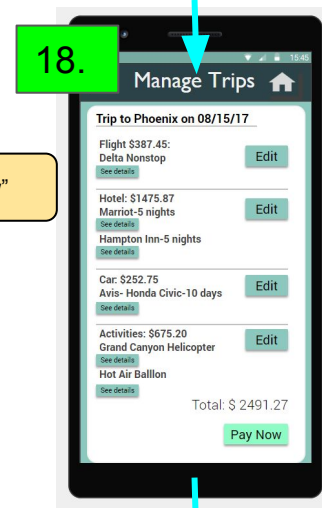 18.
15:45
Manage Trips
Trip to Phoenix on 08/15/17
Flight $387.45:
Delta Nonstop
Edit
See details
Hotel: $1475.87
Marriot-5 nights
Edit
See details
Hampton Inn-5 nights
See details
Car: $252.75
Avis- Honda Civic-10 days
Edit
See details
Activities: $675.20
Grand Canyon Helicopter
Edit
See details
Hot Air Balllon
See details
Total: $ 2491.27
Pay Now